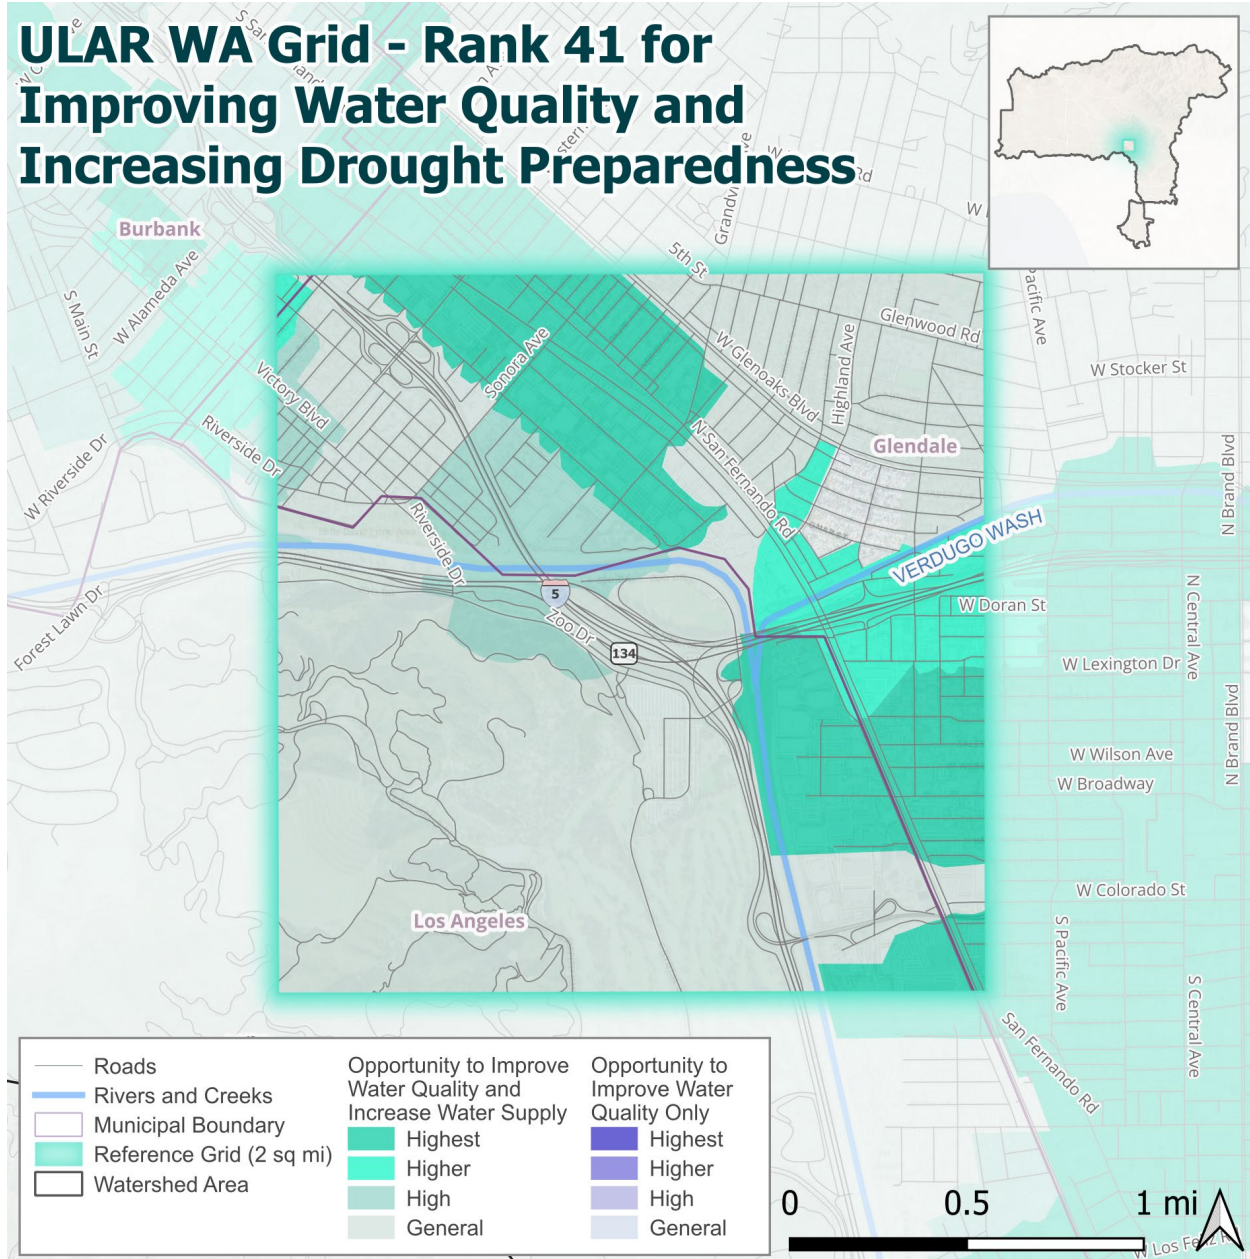 ULAR WA Grid - Rank 41 for
Improving Water Quality and
Increasing Drought Preparedness
Burbank
W Alameda Ave
S Main St
5th St
Pacific Ave
Glenwood Rd
W Stocker St
Sonora Ave
Highland Ave
W Glenoaks Blvd
Victory Blvd
Riverside Dr
W Riverside Dr
N San Fernando Rd
Glendale
N Brand Blvd
Riverside Dr
VERDUGO WASH
5
Zoo Dr
134
Forest Lawn Dr
W Doran St
N Central Ave
W Lexington Dr
N Brand Blvd
W Wilson Ave
W Broadway
W Colorado St
Los Angeles
S Pacific Ave
S Central Ave
San Fernando Rd
Roads
Rivers and Creeks
Municipal Boundary
Reference Grid (2 sq mi)
Watershed Area
Opportunity to Improve
Water Quality and
Increase Water Supply
Highest
Higher
High
General
Opportunity to
Improve Water
Quality Only
Highest
Higher
High
General
0 0.5 1 mi
W Los Feliz